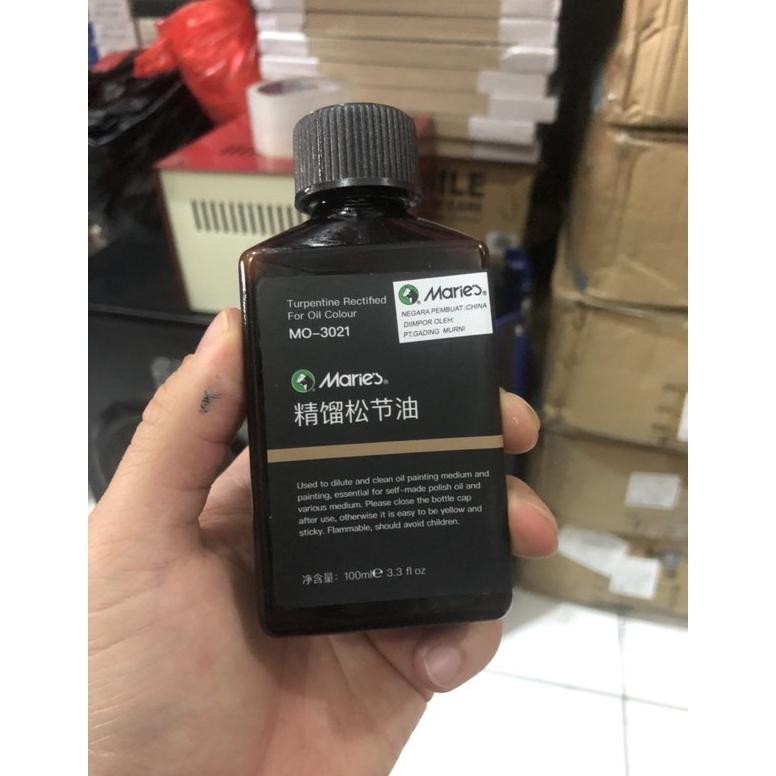 Turpentine Rectified
For Oil Colour
MO-3021
Marie's®
NEGARA PEMBUAT:CHINA
DIIMPOR OLEH:
PT.GADING MURNI
Marie's®
精馏松节油
Used to dilute and clean oil painting medium and
painting, essential for self-made polish oil and
various medium. Please close the bottle cap
after use, otherwise it is easy to be yellow and
sticky. Flammable, should avoid children.
净含量：100ml℮ 3.3 fl oz